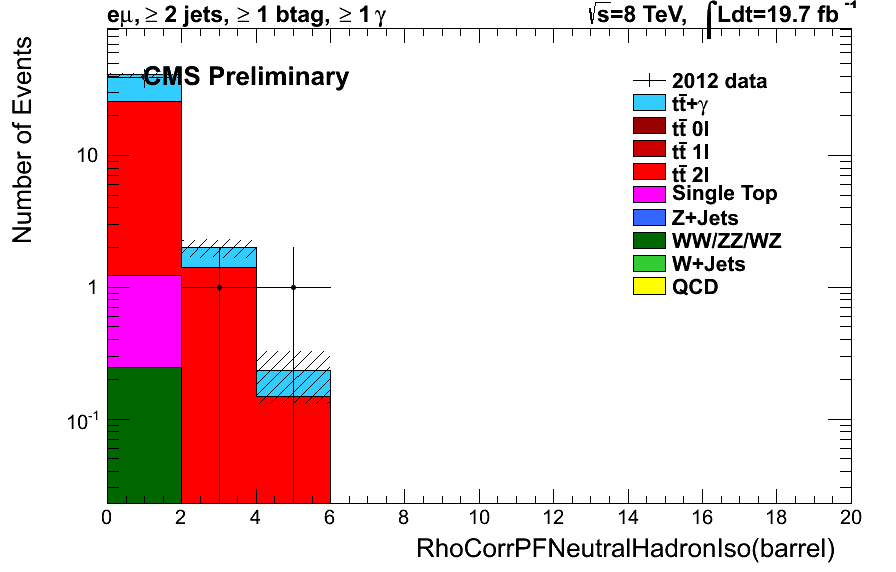 eμ, ≥ 2 jets, ≥ 1 btag, ≥ 1 γ
√s=8 TeV, ∫Ldt=19.7 fb⁻¹
CMS Preliminary
Number of Events
10
1
10⁻¹
2012 data
tt̄+γ
tt̄ 0l
tt̄ 1l
tt̄ 2l
Single Top
Z+Jets
WW/ZZ/WZ
W+Jets
QCD
0 2 4 6 8 10 12 14 16 18 20
RhoCorrPFNeutralHadronIso(barrel)